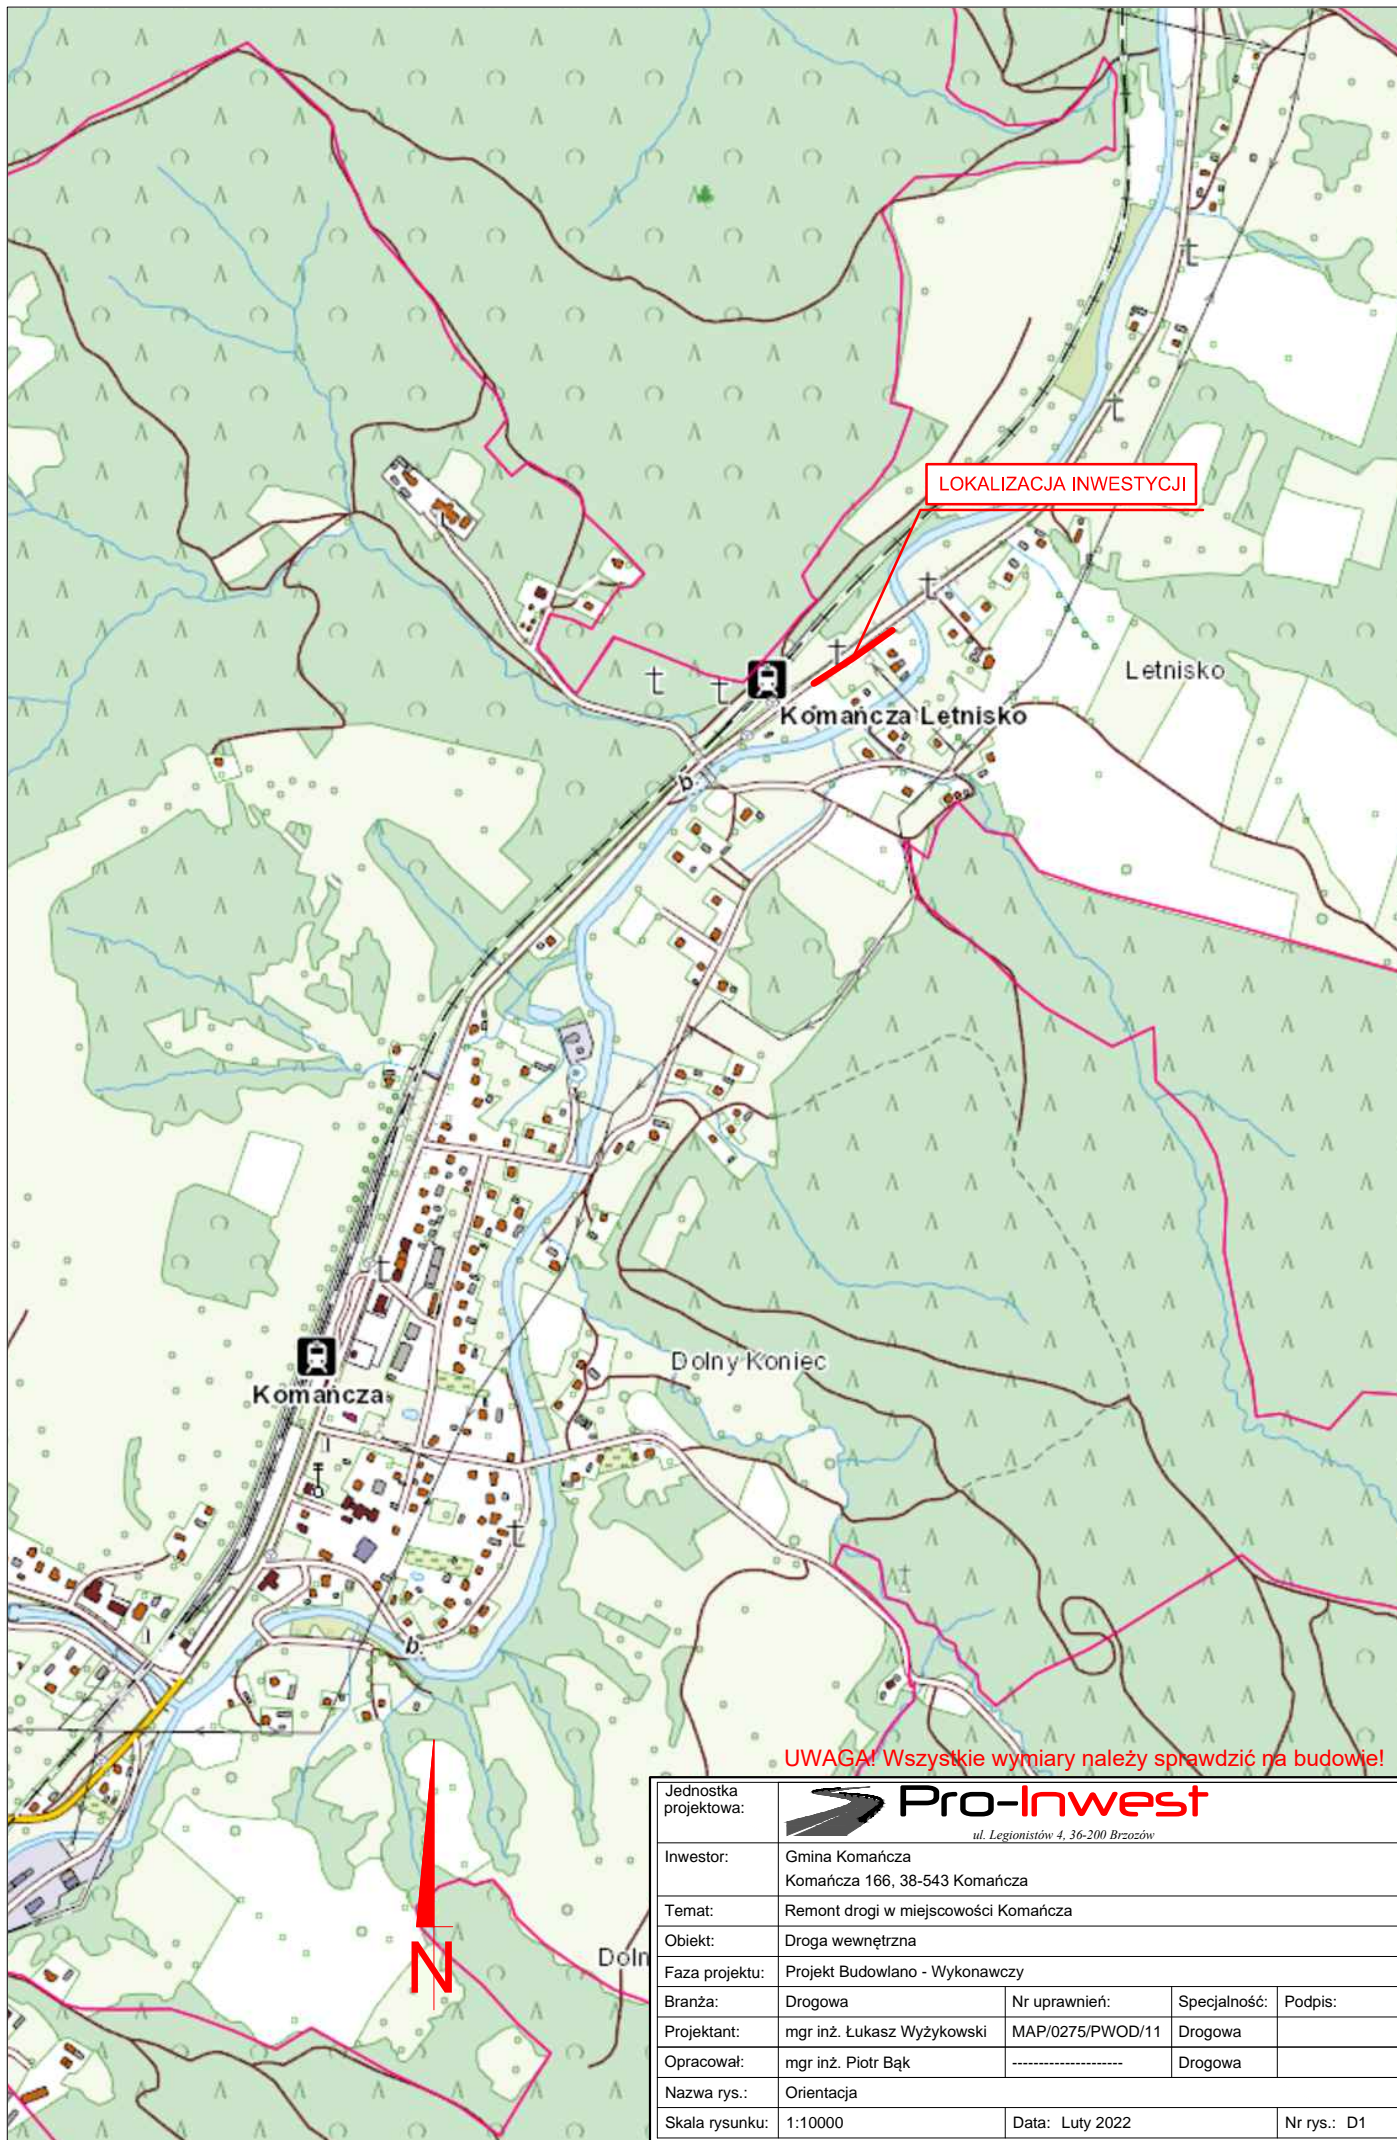 LOKALIZACJA INWESTYCJI
Letnisko
Komańcza Letnisko
b.
Dolny Koniec
Komańcza
b.
UWAGA! Wszystkie wymiary należy sprawdzić na budowie!
N
Jednostka
projektowa:
Pro-Inwest
ul. Legionistów 4, 36-200 Brzozów
Inwestor:
Gmina Komańcza
Komańcza 166, 38-543 Komańcza
Temat: Remont drogi w miejscowości Komańcza
Obiekt: Droga wewnętrzna
Doln
Faza projektu: Projekt Budowlano - Wykonawczy
Branża: Drogowa Nr uprawnień: Specjalność: Podpis:
Projektant: mgr inż. Łukasz Wyżykowski MAP/0275/PWOD/11 Drogowa
Opracował: mgr inż. Piotr Bąk -------------------- Drogowa
Nazwa rys.: Orientacja
Skala rysunku: 1:10000 Data: Luty 2022 Nr rys.: D1